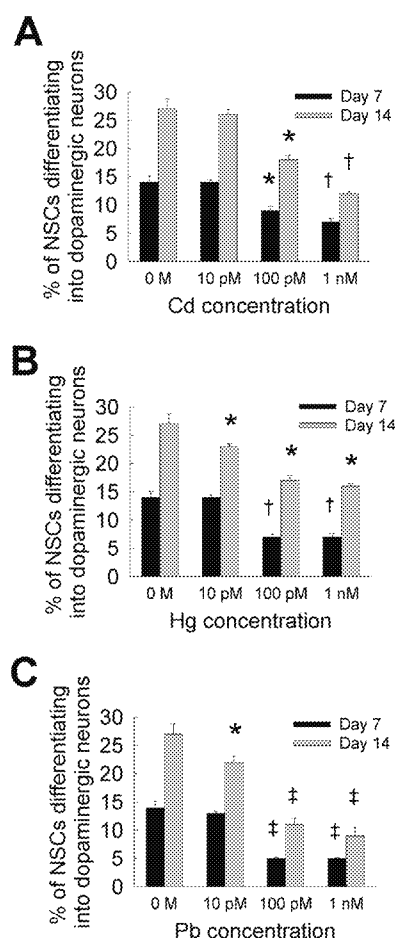 A
% of NSCs differentiating
into dopaminergic neurons
30
25
20
15
10
5
0
Day 7
Day 14
*
*
†
†
0 M
10 pM
100 pM
1 nM
Cd concentration
B
% of NSCs differentiating
into dopaminergic neurons
30
25
20
15
10
5
0
Day 7
Day 14
*
†
*
†
*
0 M
10 pM
100 pM
1 nM
Hg concentration
C
% of NSCs differentiating
into dopaminergic neurons
30
25
20
15
10
5
0
Day 7
Day 14
*
‡
‡
‡
‡
0 M
10 pM
100 pM
1 nM
Pb concentration